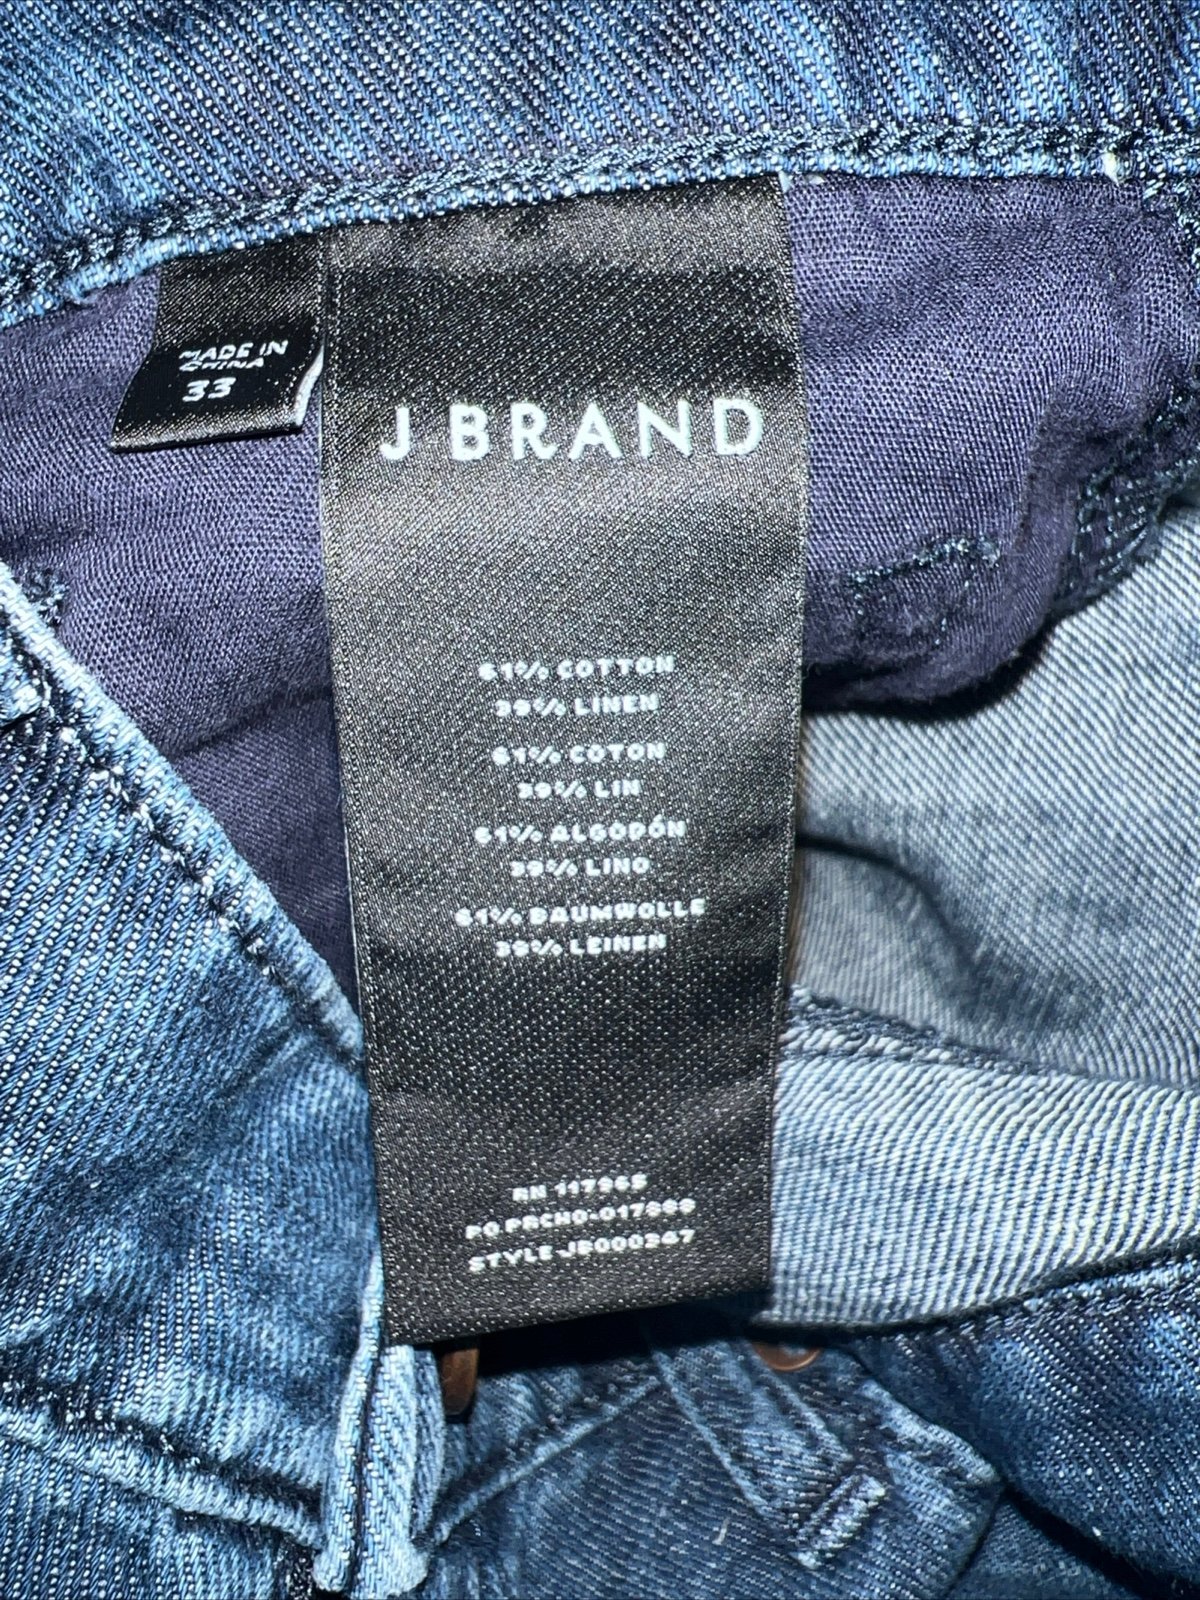 MADE IN
CHINA
33
J BRAND
61% COTTON
39% LINEN
61% COTON
39% LIN
61% ALGODÓN
39% LINO
61% BAUMWOLLE
39% LEINEN
RN 117965
STYLE JB000247